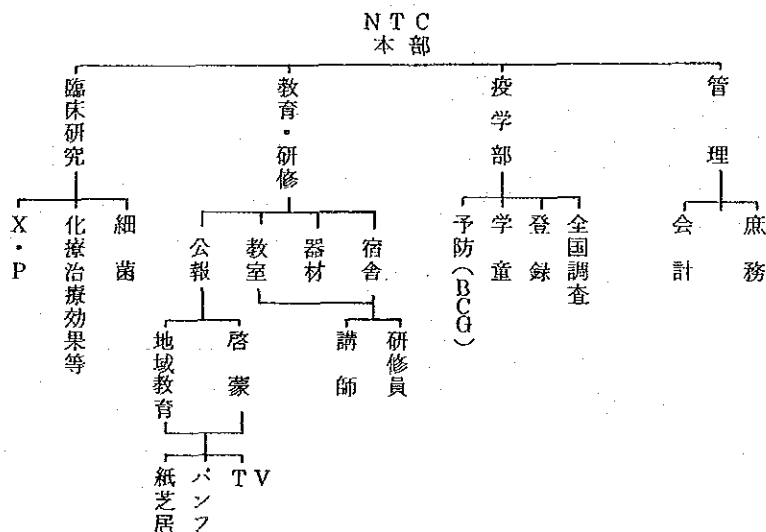 NTC
本部
臨床研究
教育・研修
疫学部
管理
X・P
化療治療効果等
細菌
公報
教室
器材
宿舎
予防(BCG)
学童
登録
全国調査
会計
庶務
地域教育
啓蒙
講師
研修員
紙芝居
パンフ
TV